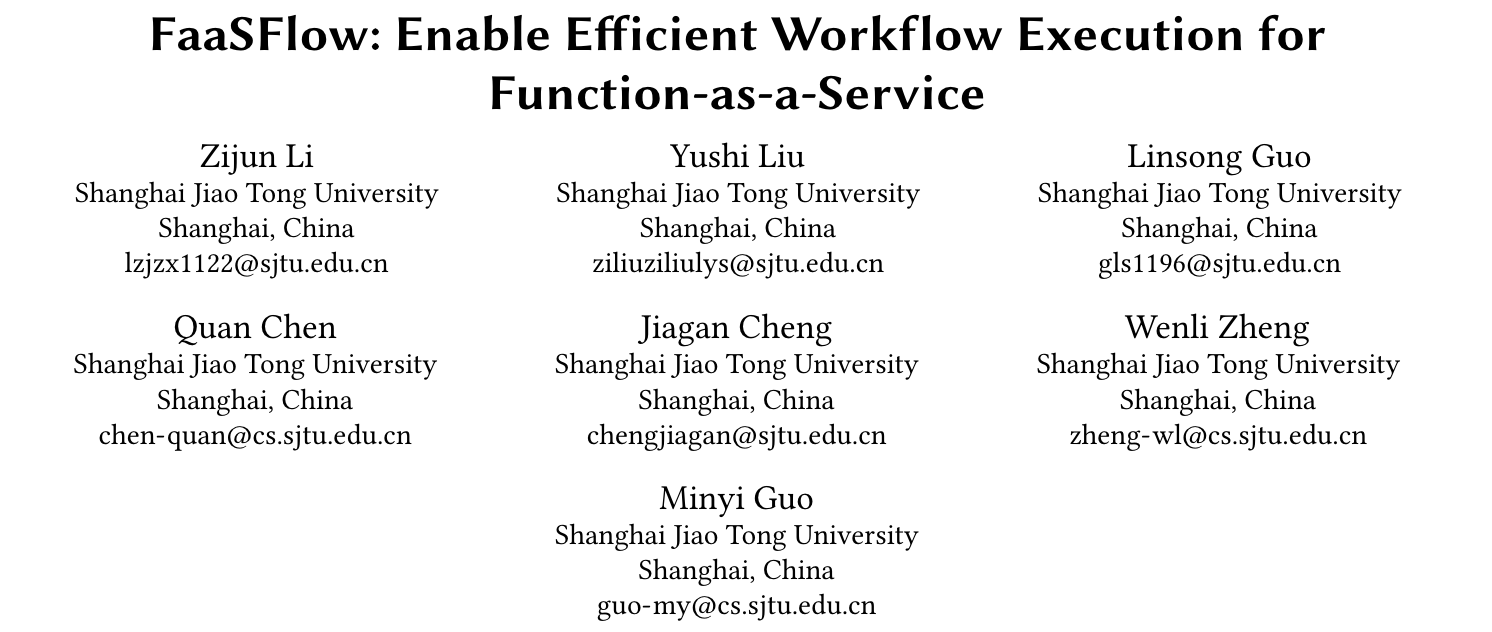 FaaSFlow: Enable Efficient Workflow Execution for
Function-as-a-Service
Zijun Li
Shanghai Jiao Tong University
Shanghai, China
lzjzx1122@sjtu.edu.cn
Yushi Liu
Shanghai Jiao Tong University
Shanghai, China
ziliuziliulys@sjtu.edu.cn
Linsong Guo
Shanghai Jiao Tong University
Shanghai, China
gls1196@sjtu.edu.cn
Quan Chen
Shanghai Jiao Tong University
Shanghai, China
chen-quan@cs.sjtu.edu.cn
Jiagan Cheng
Shanghai Jiao Tong University
Shanghai, China
chengjiagan@sjtu.edu.cn
Wenli Zheng
Shanghai Jiao Tong University
Shanghai, China
zheng-wl@cs.sjtu.edu.cn
Minyi Guo
Shanghai Jiao Tong University
Shanghai, China
guo-my@cs.sjtu.edu.cn